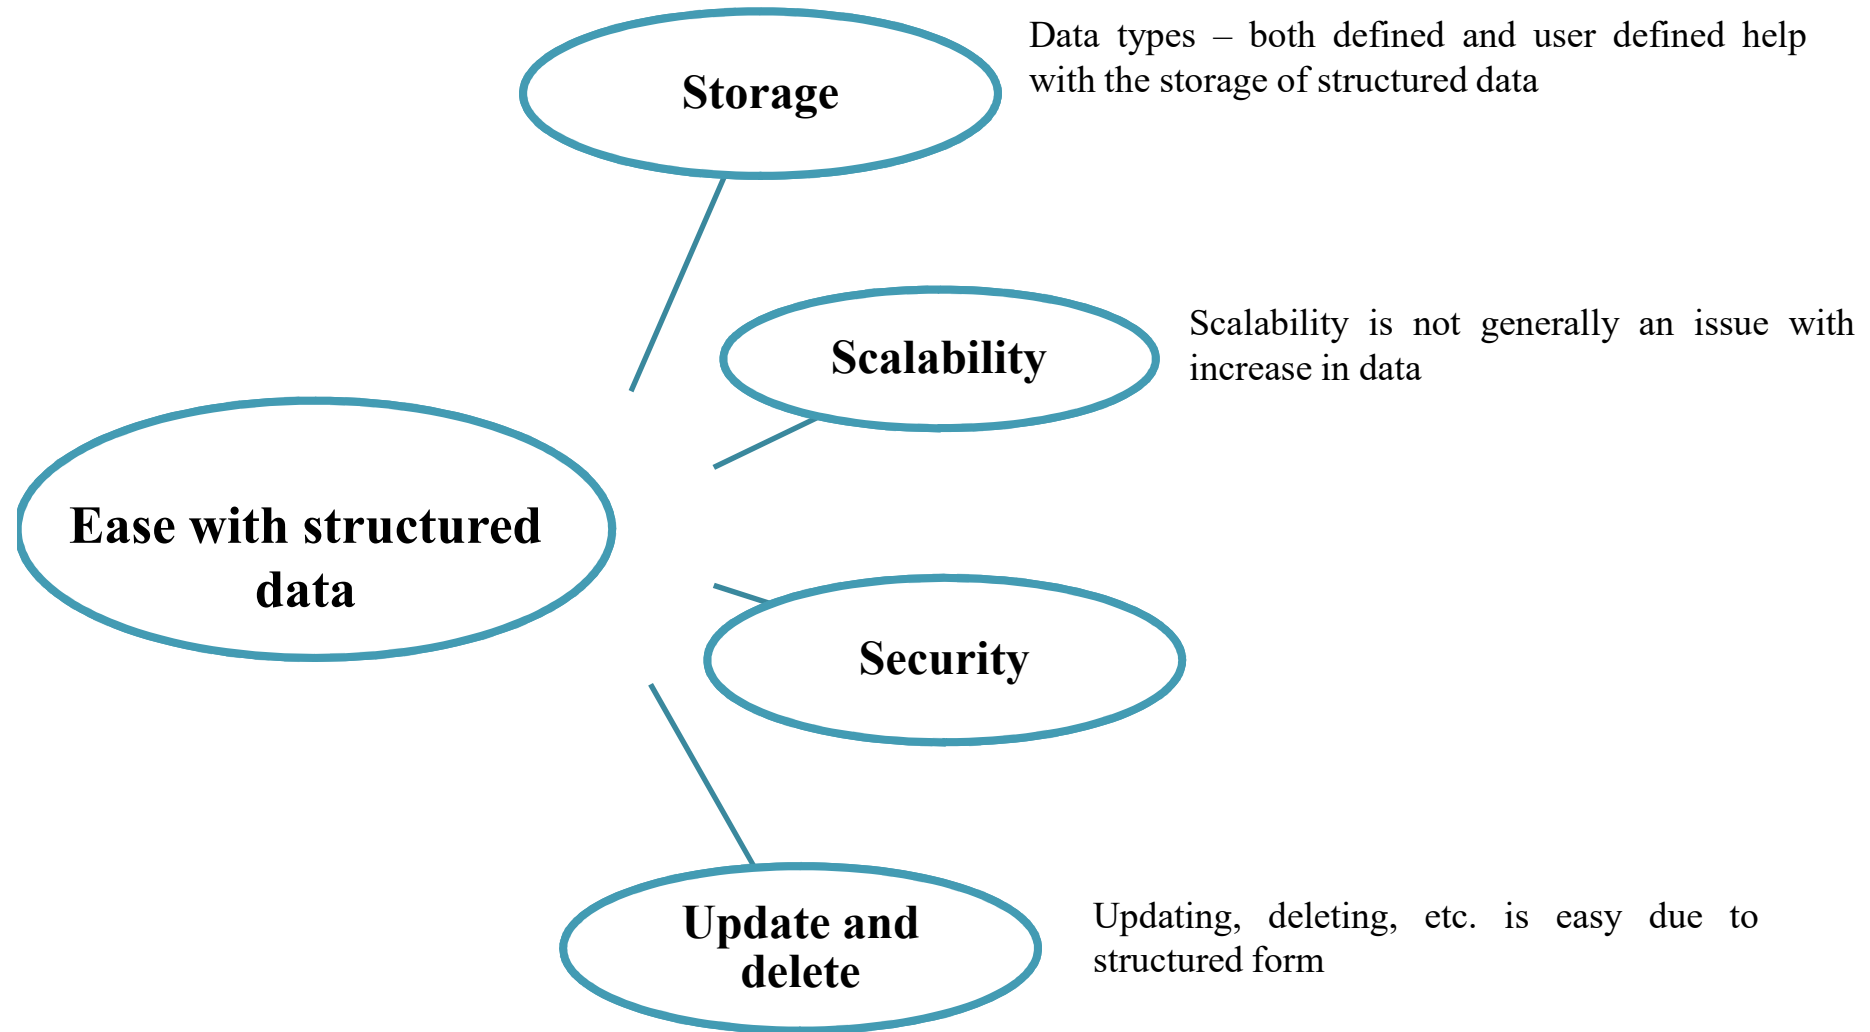 Storage
Data types – both defined and user defined help
with the storage of structured data
Scalability
Scalability is not generally an issue with
increase in data
Ease with structured
data
Security
Update and
delete
Updating, deleting, etc. is easy due to
structured form